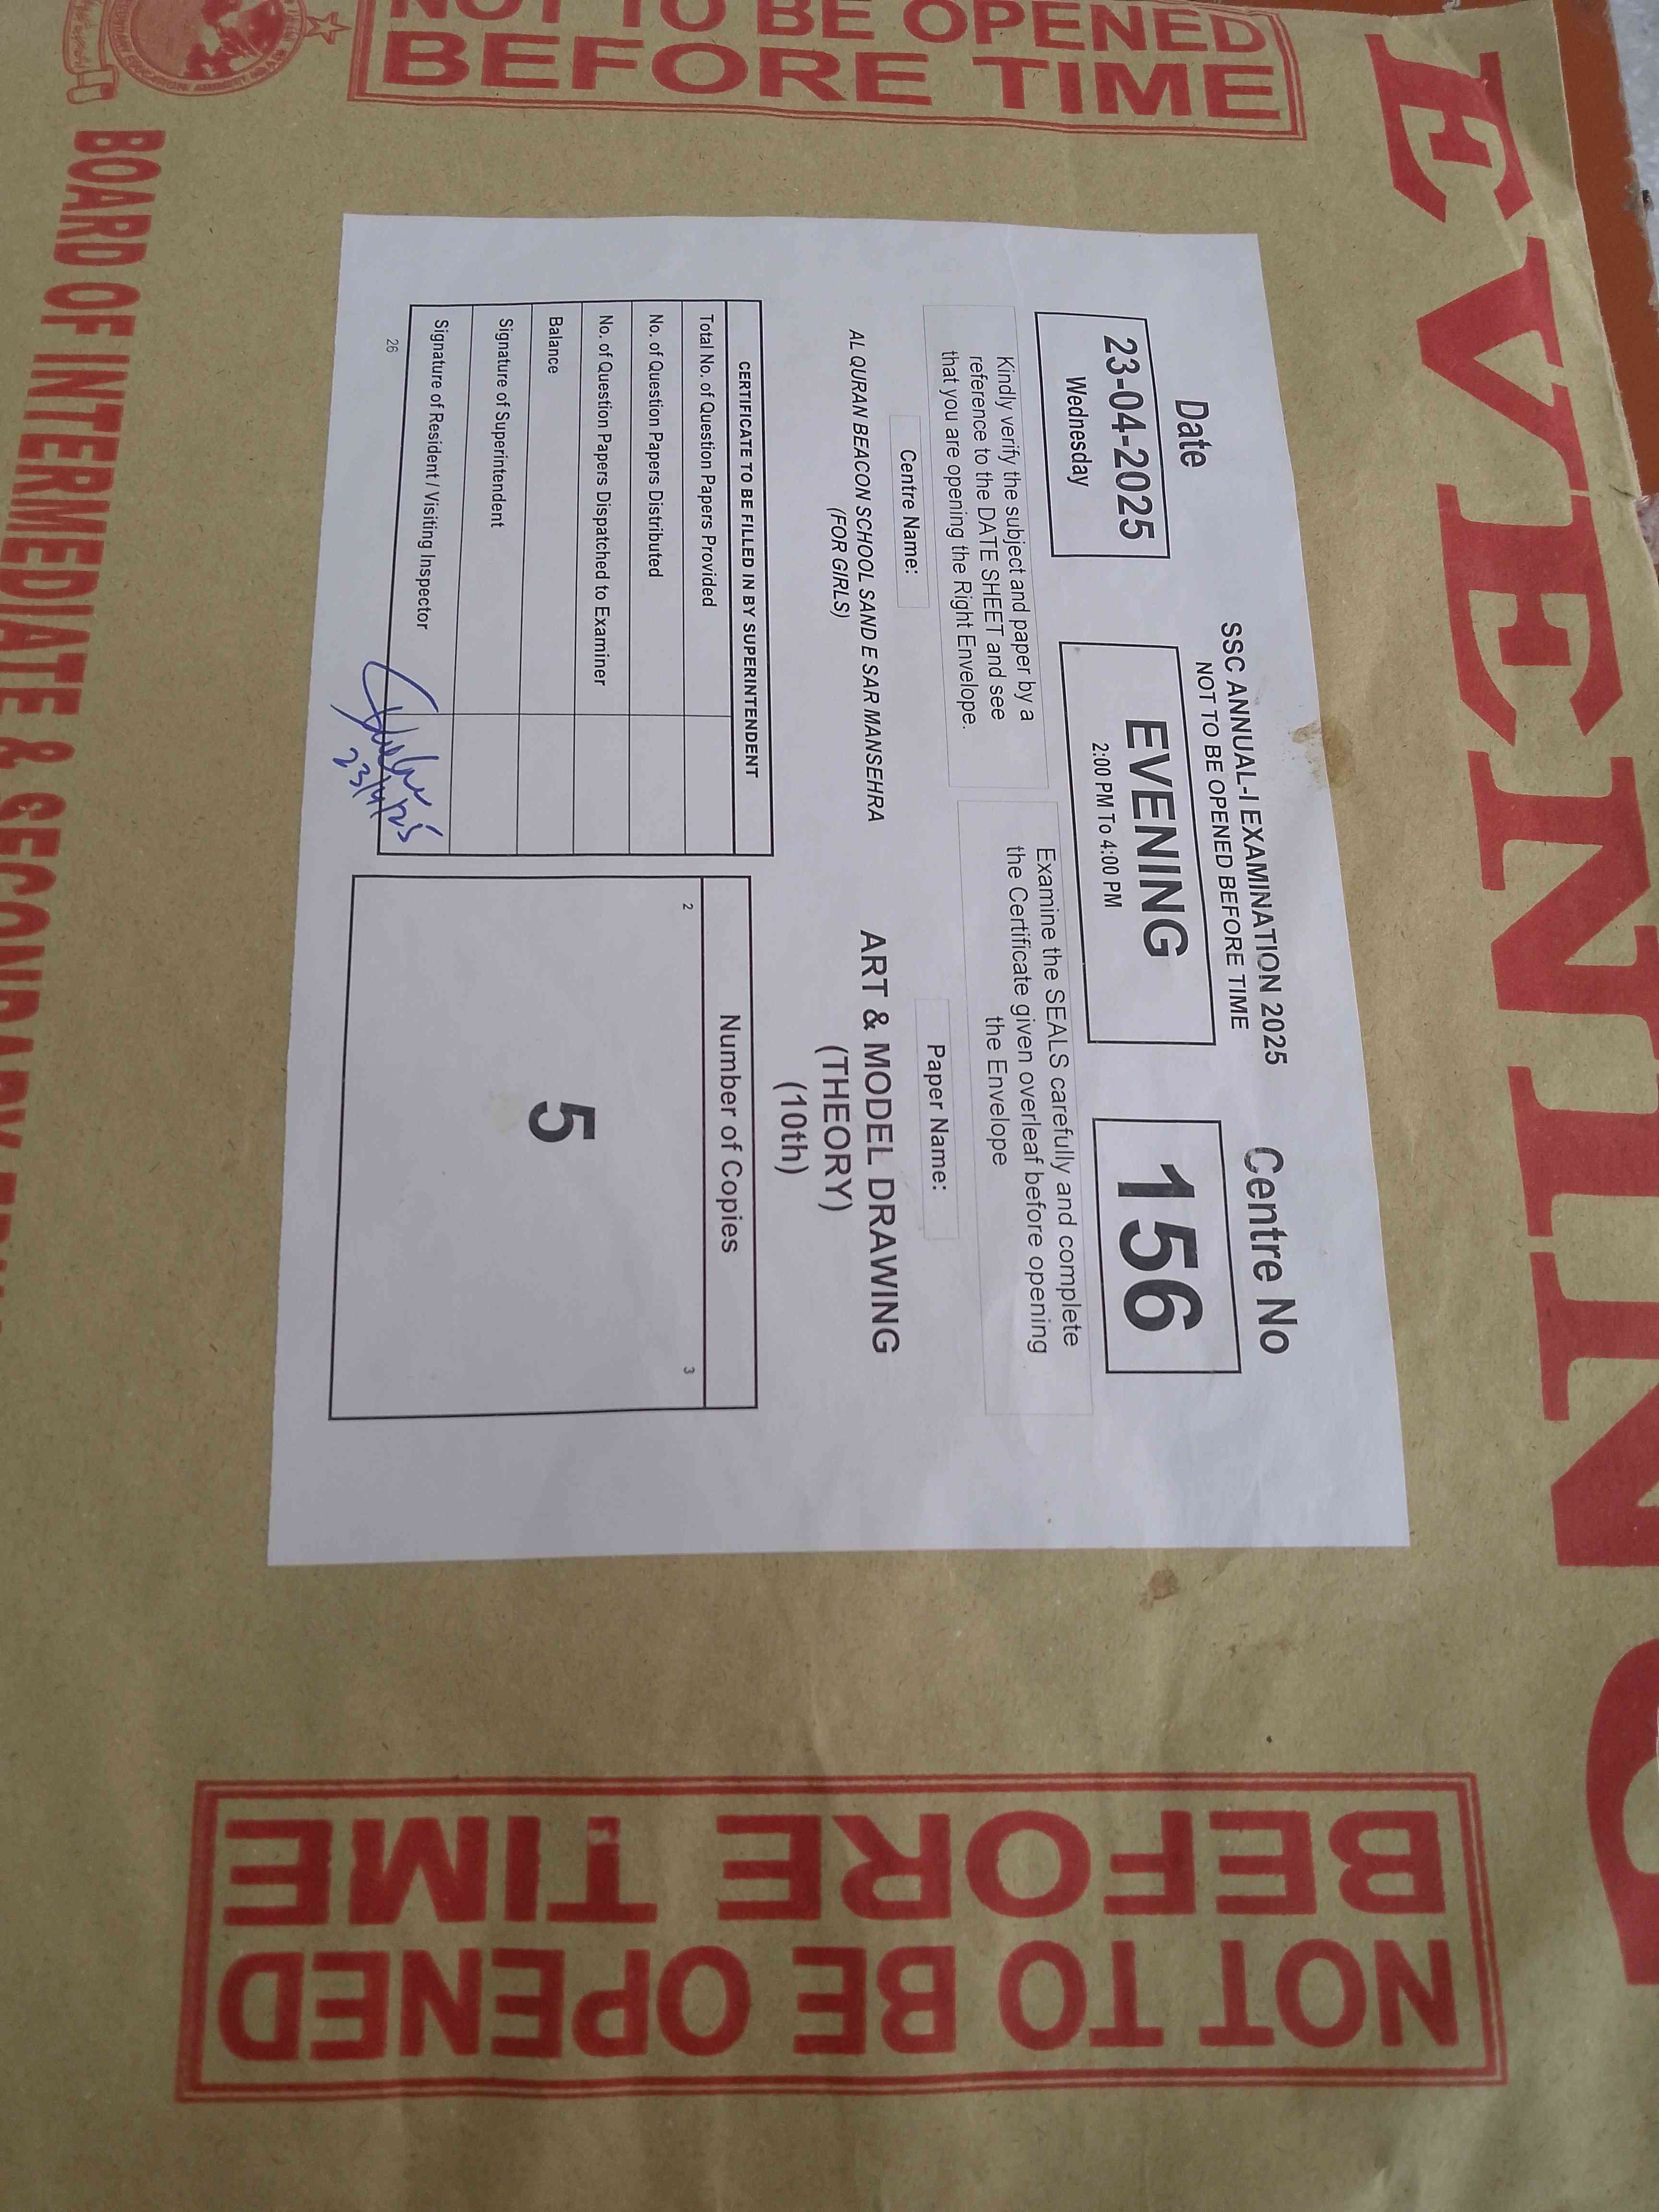 EVENING
NOT TO BE OPENED
BEFORE TIME
SSC ANNUAL-I EXAMINATION 2025
NOT TO BE OPENED BEFORE TIME
Date
23-04-2025
Wednesday
EVENING
2:00 PM To 4:00 PM
Centre No
156
Kindly verify the subject and paper by a
reference to the DATE SHEET and see
that you are opening the Right Envelope.
Examine the SEALS carefully and complete
the Certificate given overleaf before opening
the Envelope
Centre Name:
AL QURAN BEACON SCHOOL SAND E SAR MANSEHRA
(FOR GIRLS)
Paper Name:
ART & MODEL DRAWING
(THEORY)
(10th)
CERTIFICATE TO BE FILLED IN BY SUPERINTENDENT
Total No. of Question Papers Provided
No. of Question Papers Distributed
No. of Question Papers Dispatched to Examiner
Balance
Signature of Superintendent
Signature of Resident / Visiting Inspector
23/4/25
26
Number of Copies
2
3
5
NOT TO BE OPENED
BEFORE TIME
BOARD OF INTERMEDIATE & SECONDARY